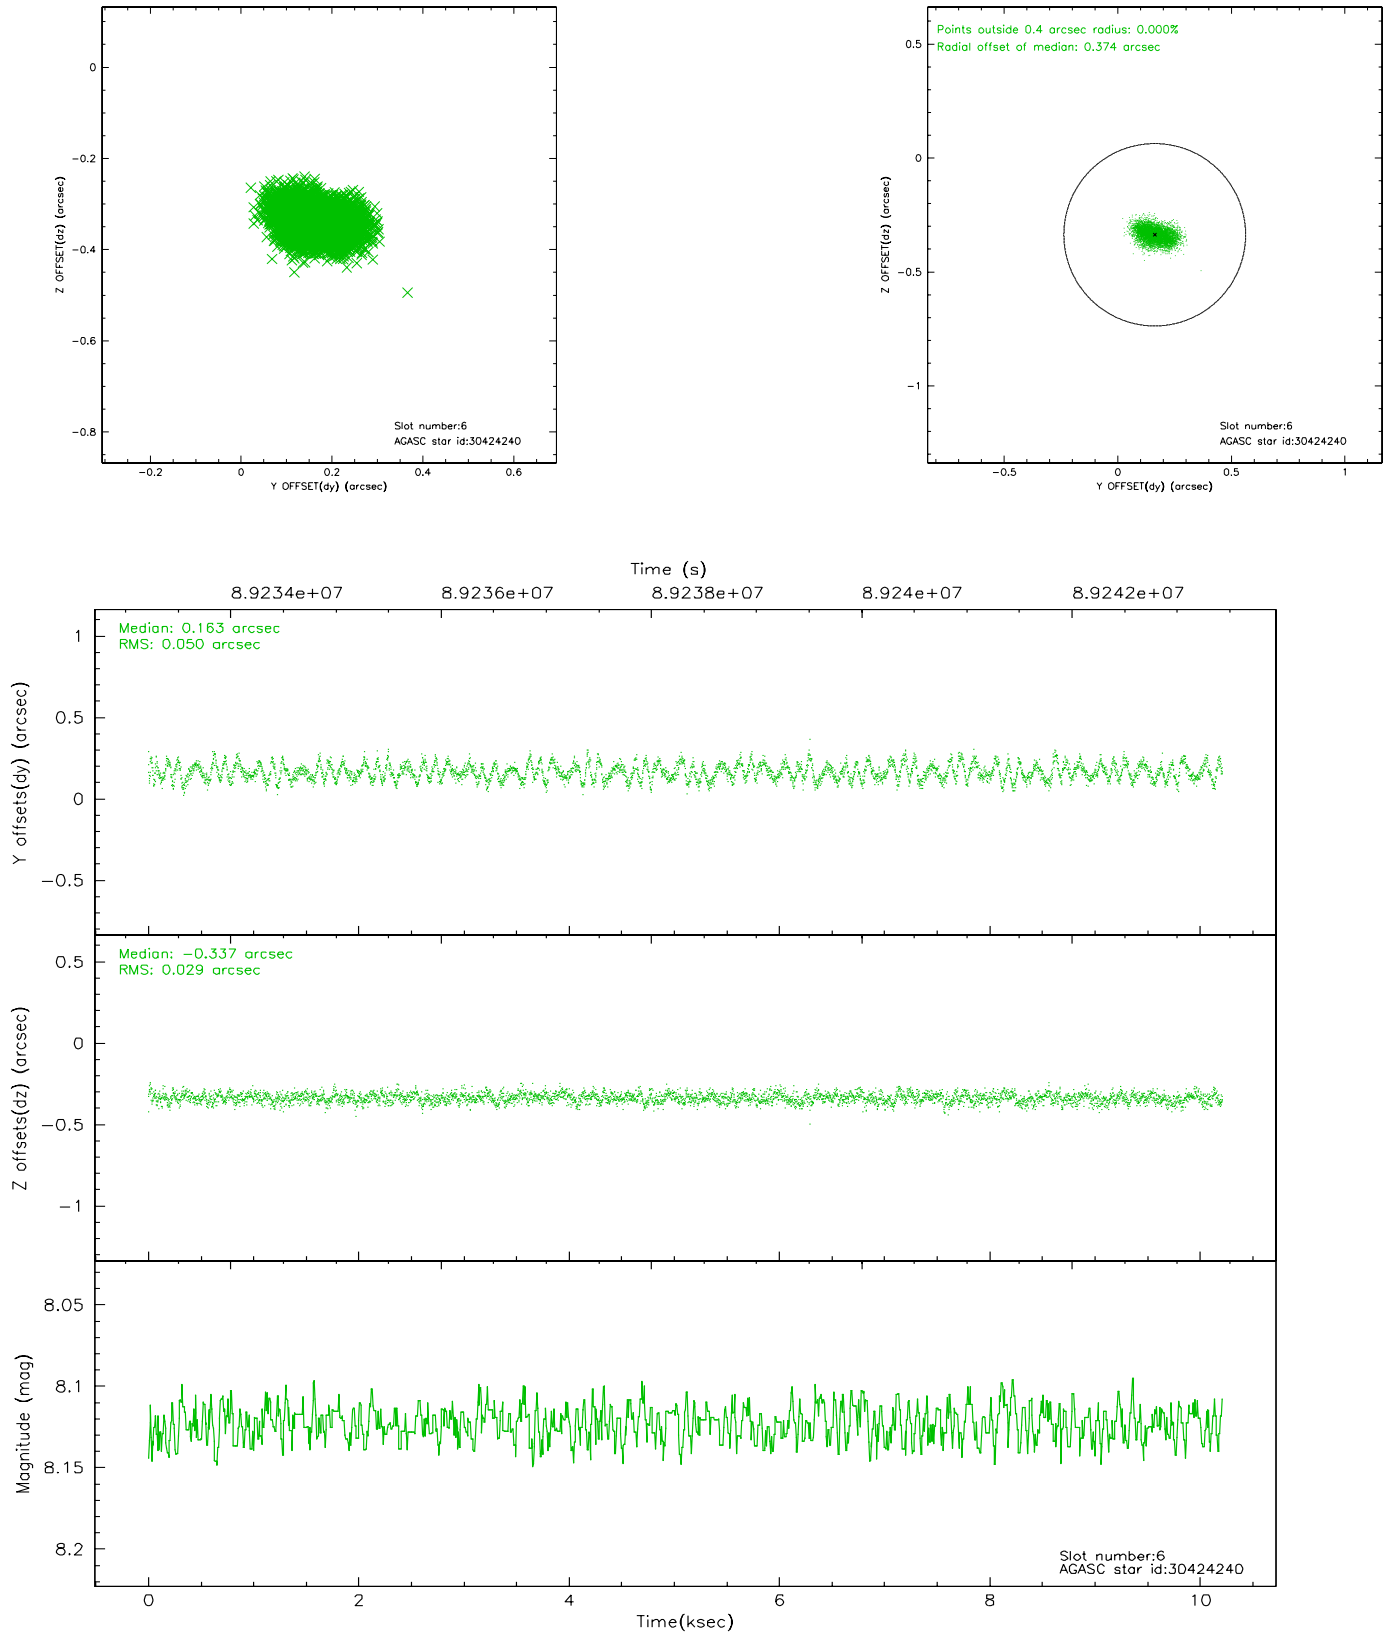 0
−0.2
−0.4
−0.6
−0.8
Z OFFSET(dz) (arcsec)
Slot number:6
AGASC star id:30424240
−0.2 0 0.2 0.4 0.6
Y OFFSET(dy) (arcsec)
Points outside 0.4 arcsec radius: 0.000%
Radial offset of median: 0.374 arcsec
0.5
0
−0.5
−1
Z OFFSET(dz) (arcsec)
Slot number:6
AGASC star id:30424240
−0.5 0 0.5 1
Y OFFSET(dy) (arcsec)
Time (s)
8.9234e+07 8.9236e+07 8.9238e+07 8.924e+07 8.9242e+07
Median: 0.163 arcsec
RMS: 0.050 arcsec
1
0.5
0
−0.5
Y offsets(dy) (arcsec)
Median: −0.337 arcsec
RMS: 0.029 arcsec
0.5
0
−0.5
−1
Z offsets(dz) (arcsec)
8.05
8.1
8.15
8.2
Magnitude (mag)
Slot number:6
AGASC star id:30424240
0 2 4 6 8 10
Time(ksec)